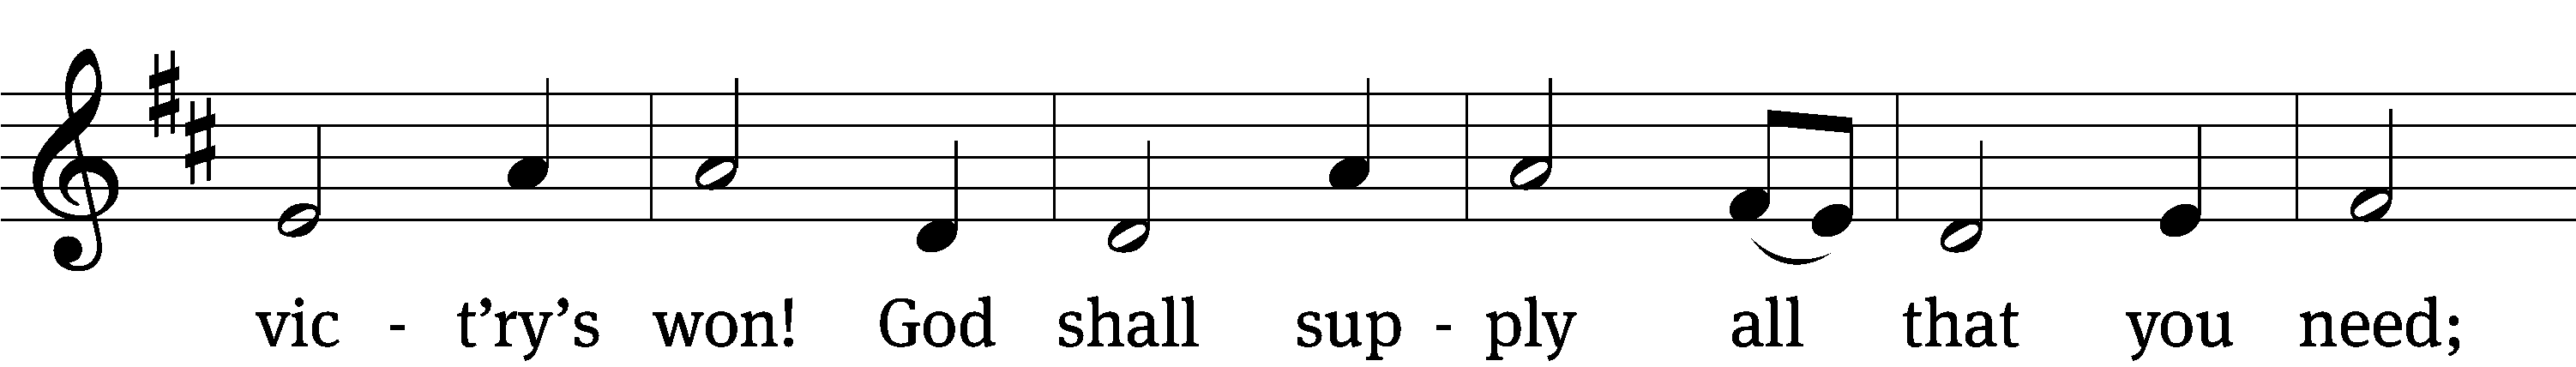 vic - t’ry’s won! God shall sup - ply all that you need;